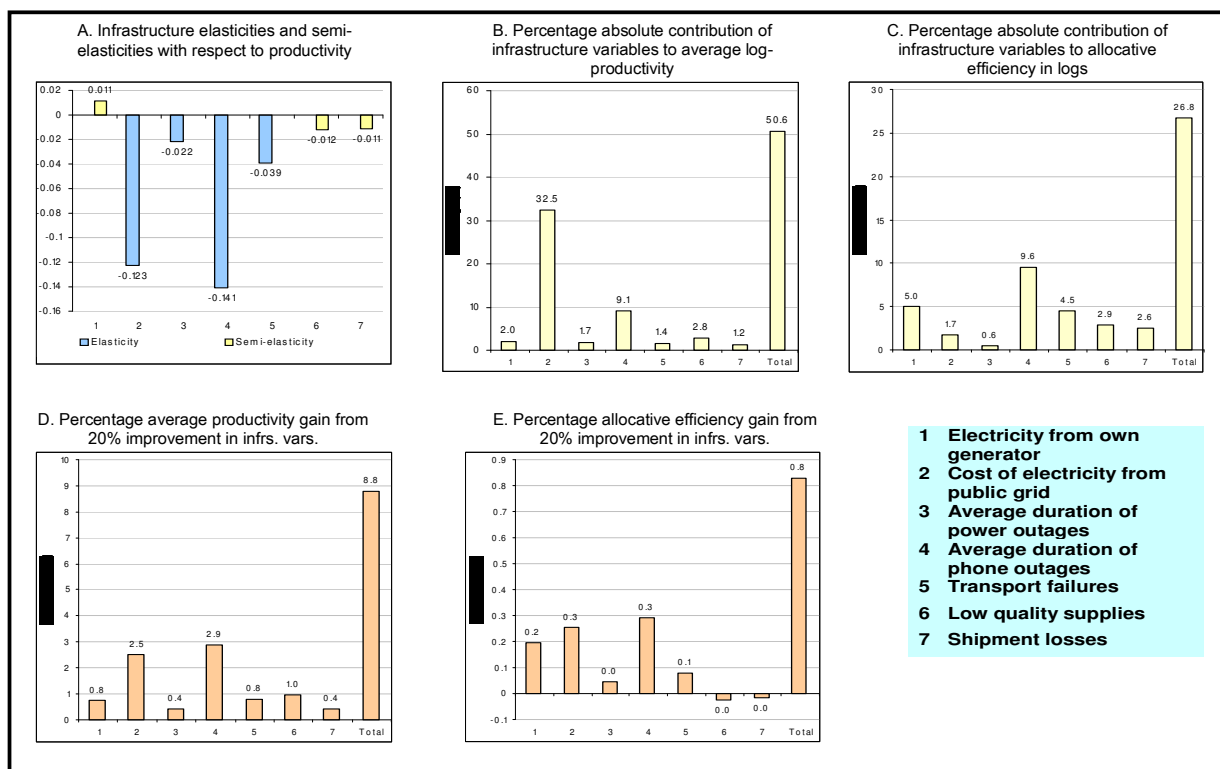 A. Infrastructure elasticities and semi-
elasticities with respect to productivity
0.02
0
-0.02
-0.04
-0.06
-0.08
-0.1
-0.12
-0.14
-0.16
0.011
-0.123
-0.022
-0.141
-0.039
-0.012
-0.011
1 2 3 4 5 6 7
Elasticity Semi-elasticity
B. Percentage absolute contribution of
infrastructure variables to average log-
productivity
60
50
40
30
20
10
0
2.0
32.5
1.7
9.1
1.4
2.8
1.2
50.6
1 2 3 4 5 6 7 Total
C. Percentage absolute contribution of
infrastructure variables to allocative
efficiency in logs
30
25
20
15
10
5
0
5.0
1.7
0.6
9.6
4.5
2.9
2.6
26.8
1 2 3 4 5 6 7 Total
D. Percentage average productivity gain from
20% improvement in infrs. vars.
10
9
8
7
6
5
4
3
2
1
0
0.8
2.5
0.4
2.9
0.8
1.0
0.4
8.8
1 2 3 4 5 6 7 Total
E. Percentage allocative efficiency gain from
20% improvement in infrs. vars.
0.9
0.8
0.7
0.6
0.5
0.4
0.3
0.2
0.1
0
-0.1
0.2
0.3
0.0
0.3
0.1
0.0
0.0
0.8
1 2 3 4 5 6 7 Total
1 Electricity from own
generator
2 Cost of electricity from
public grid
3 Average duration of
power outages
4 Average duration of
phone outages
5 Transport failures
6 Low quality supplies
7 Shipment losses